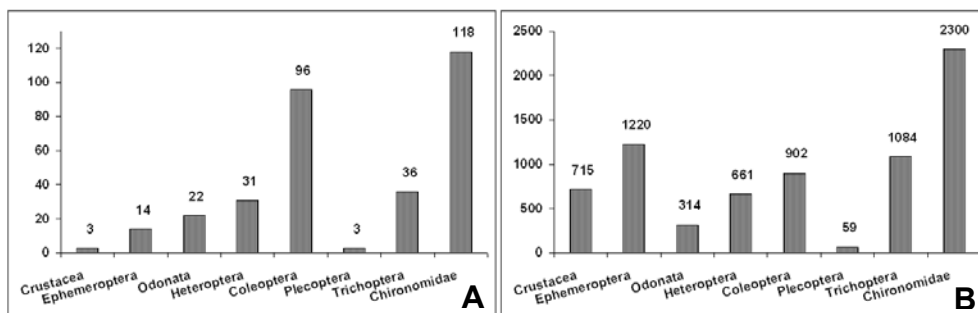 120
100
80
60
40
20
0
3
14
22
31
96
3
36
118
Crustacea
Ephemeroptera
Odonata
Heteroptera
Coleoptera
Plecoptera
Trichoptera
Chironomidae
A
2500
2000
1500
1000
500
0
715
1220
314
661
902
59
1084
2300
Crustacea
Ephemeroptera
Odonata
Heteroptera
Coleoptera
Plecoptera
Trichoptera
Chironomidae
B